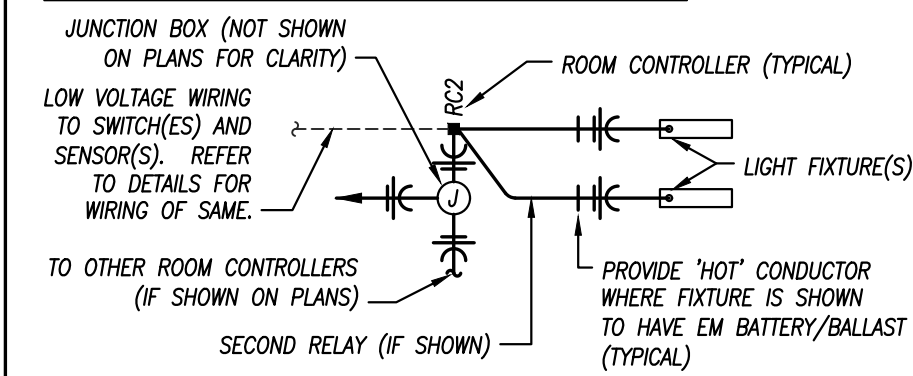 JUNCTION BOX (NOT SHOWN
ON PLANS FOR CLARITY)
RC2
ROOM CONTROLLER (TYPICAL)
LOW VOLTAGE WIRING
TO SWITCH(ES) AND
SENSOR(S). REFER
TO DETAILS FOR
WIRING OF SAME.
LIGHT FIXTURE(S)
J
TO OTHER ROOM CONTROLLERS
(IF SHOWN ON PLANS)
PROVIDE 'HOT' CONDUCTOR
WHERE FIXTURE IS SHOWN
TO HAVE EM BATTERY/BALLAST
(TYPICAL)
SECOND RELAY (IF SHOWN)